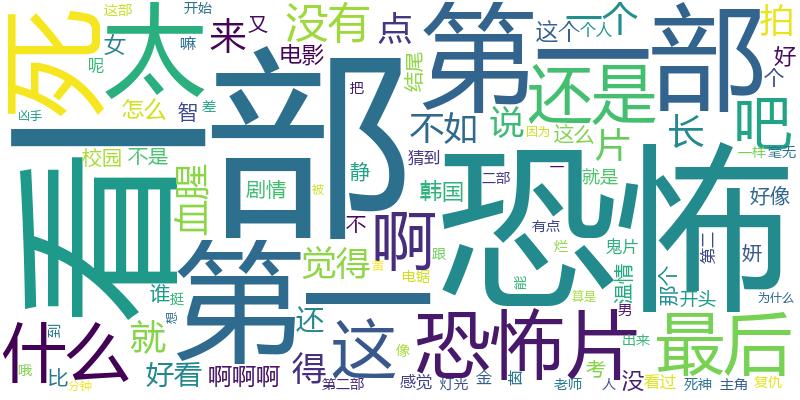 死
太
来
又
没有
点
第一部
这个
一个
个人
拍
好
个
这部
开始
女
嘛
呢
电影
结尾
还是
吧
凶手
怎么
智
差
把
不如
说
这么
因为
片
长
一样
毫无
看
一部
恐怖
校园
不是
血腥
剧情
静
猜到
韩国
二部
一
就是
好像
不
啊
有点
烂
鬼片
第二
妍
被
谁
挺
第一
觉得
跟
电锯
能
算是
温情
那个
开头
为什么
想
到
还
这
像
恐怖片
男
出来
最后
什么
就
得
哦
比
分钟
好看
啊啊啊
第二部
感觉
灯光
金
老师
人
考
没
看过
死神
主角
复仇